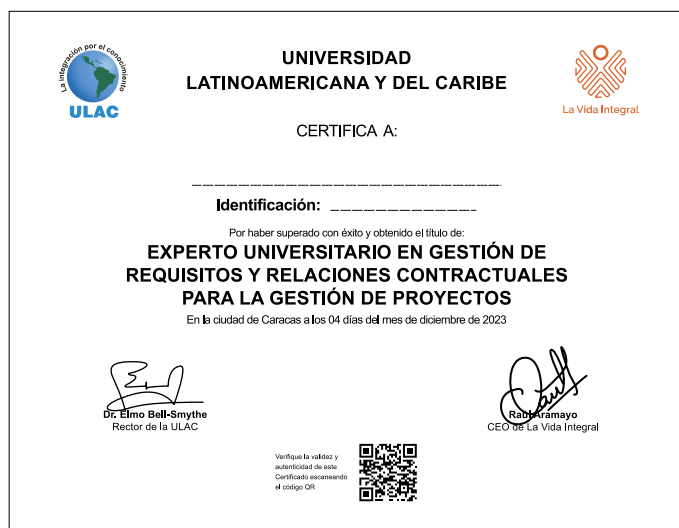 La integración por el conocimiento
ULAC
UNIVERSIDAD
LATINOAMERICANA Y DEL CARIBE
La Vida Integral
CERTIFICA A:
Identificación:
Por haber superado con éxito y obtenido el título de:
EXPERTO UNIVERSITARIO EN GESTIÓN DE
REQUISITOS Y RELACIONES CONTRACTUALES
PARA LA GESTIÓN DE PROYECTOS
En la ciudad de Caracas a los 04 días del mes de diciembre de 2023
Dr. Elmo Bell-Smythe
Rector de la ULAC
Raúl Aramayo
CEO de La Vida Integral
Verifique la validez y
autenticidad de este
Certificado escaneando
el código QR